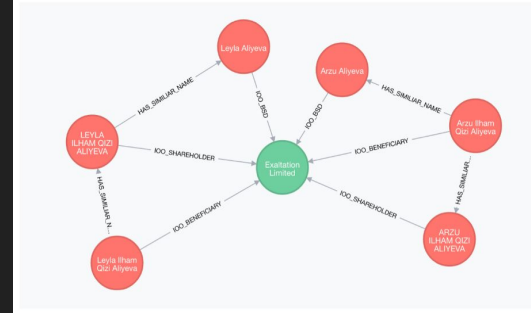 Leyla Aliyeva
Arzu Aliyeva
HAS_SIMILIAR_NAME
IOO_BSD
IOO_BSD
HAS_SIMILIAR_NAME
Arzu Ilham
Qizi Aliyeva
LEYLA
ILHAM QIZI
ALIYEVA
IOO_SHAREHOLDER
IOO_BENEFICIARY
Exaltation
Limited
HAS_SIMILIAR_N...
IOO_BENEFICIARY
IOO_SHAREHOLDER
HAS_SIMILIAR...
ARZU
ILHAM QIZI
ALIYEVA
Leyla Ilham
Qizi Aliyeva